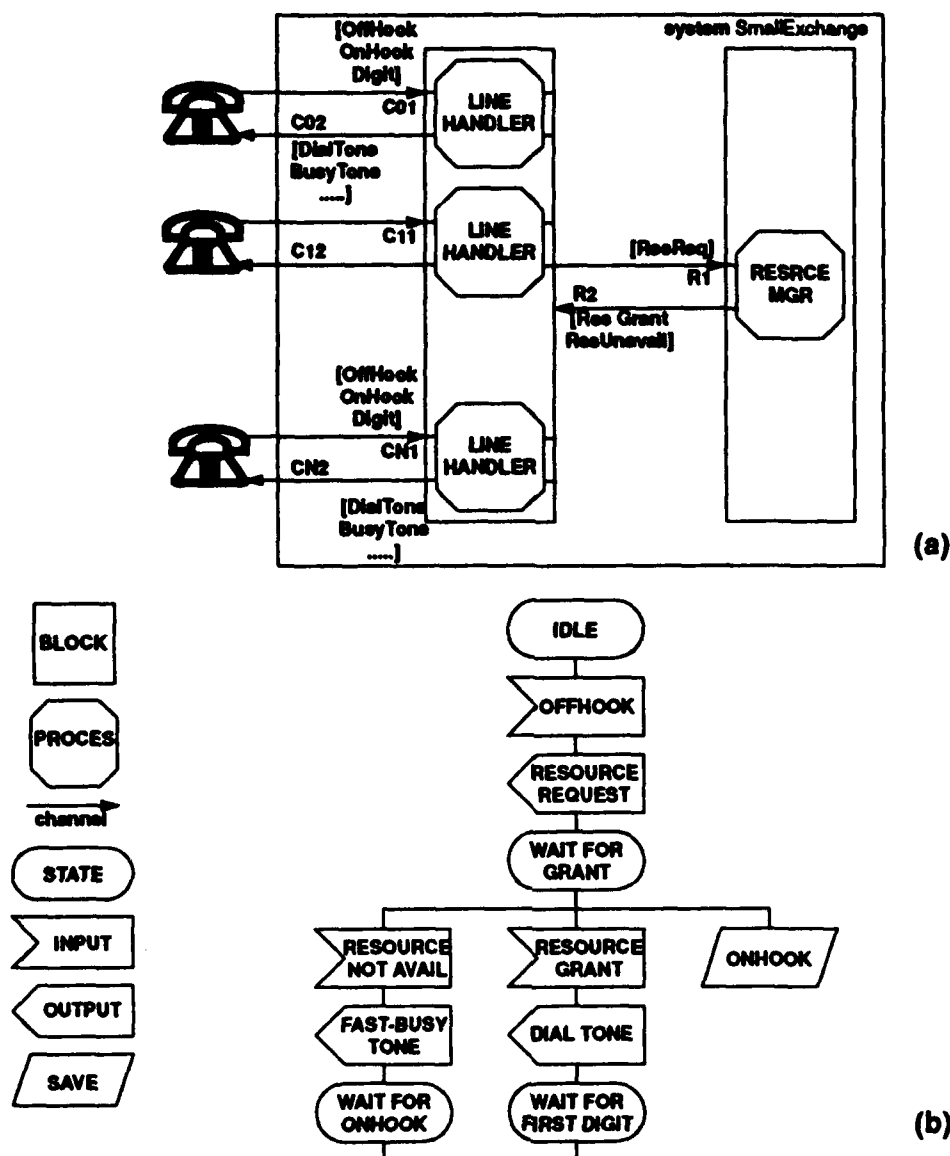 system SmallExchange
[OffHook
OnHook
Digit]
C01
LINE
HANDLER
C02
[DialTone
BusyTone
.....]
C11
LINE
HANDLER
C12
[ResReq]
R1
RESRCE
MGR
R2
[Res Grant
ResUnavail]
[OffHook
OnHook
Digit]
CN1
LINE
HANDLER
CN2
[DialTone
BusyTone
.....]
(a)
BLOCK
PROCES
channel
STATE
INPUT
OUTPUT
SAVE
IDLE
OFFHOOK
RESOURCE
REQUEST
WAIT FOR
GRANT
RESOURCE
NOT AVAIL
RESOURCE
GRANT
ONHOOK
FAST-BUSY
TONE
DIAL TONE
WAIT FOR
ONHOOK
WAIT FOR
FIRST DIGIT
(b)